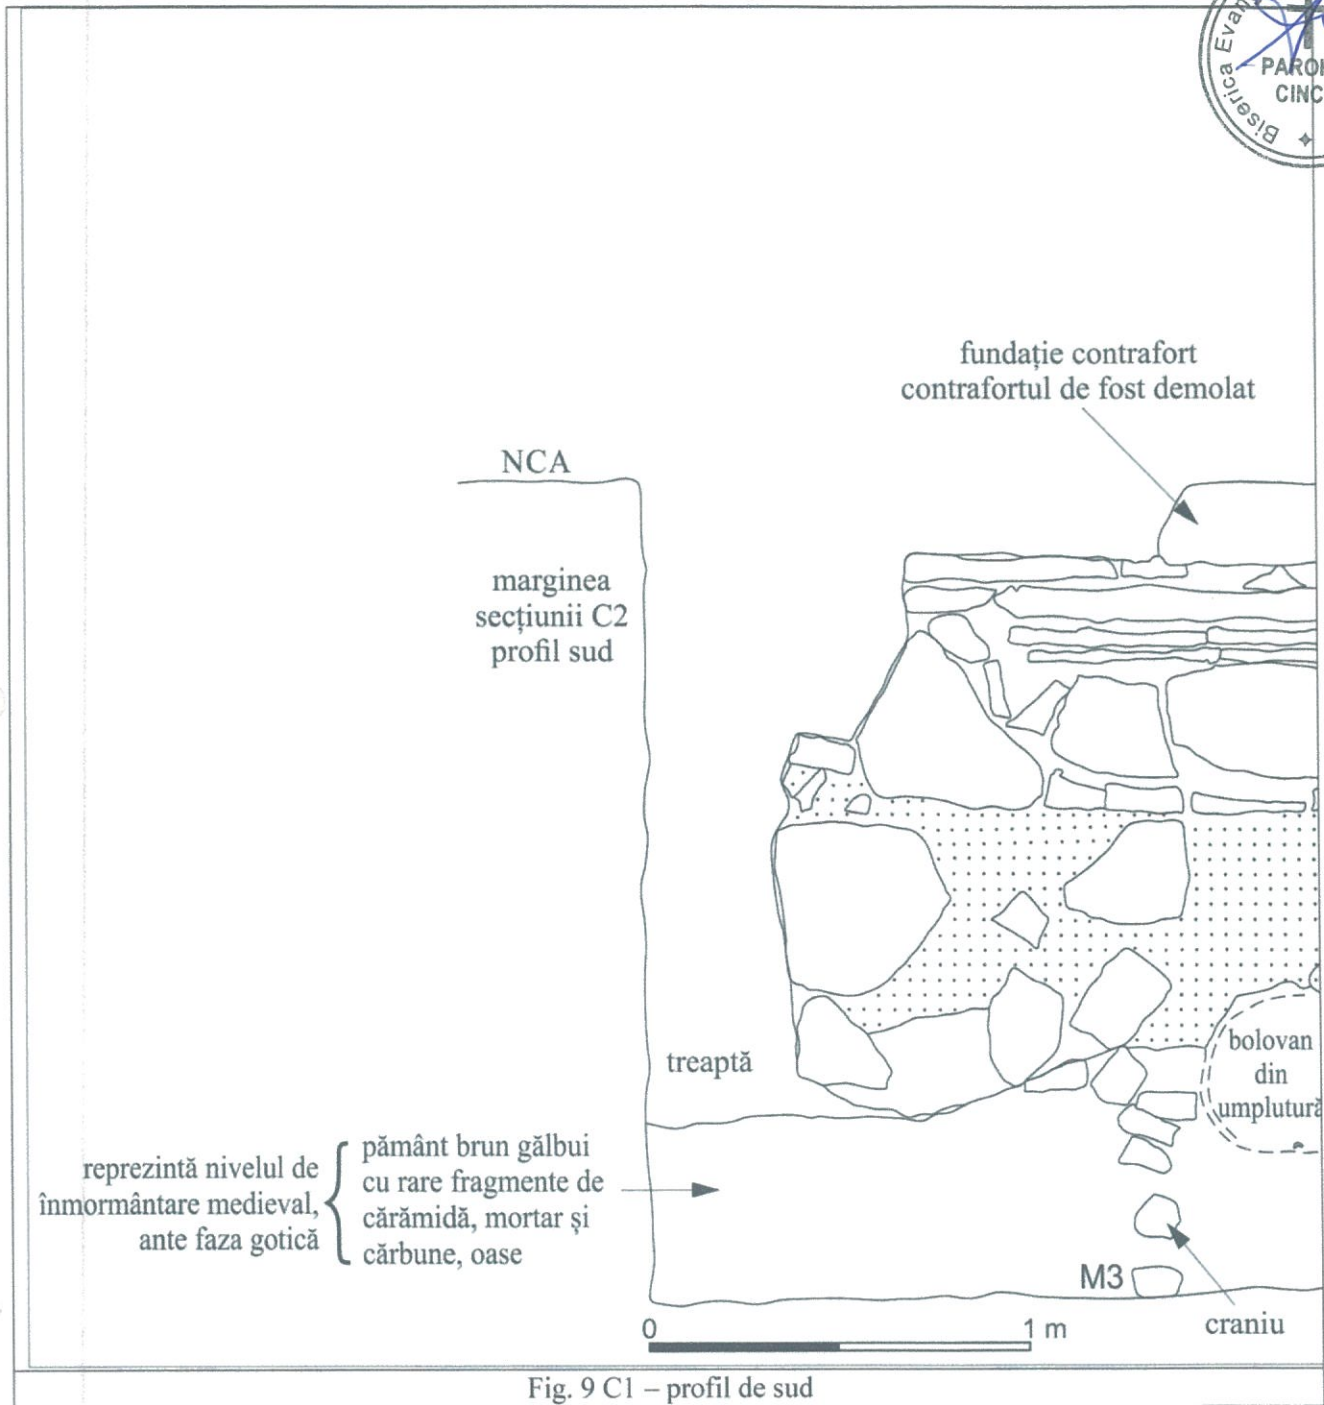 Biserica Evan
PAROH
CINC
fundație contrafort
contrafortul de fost demolat
NCA
marginea
secțiunii C2
profil sud
treaptă
bolovan
din
umplutură
reprezintă nivelul de
înmormântare medieval,
ante faza gotică
pământ brun gălbui
cu rare fragmente de
cărămidă, mortar și
cărbune, oase
M3
craniu
0 1 m
Fig. 9 C1 – profil de sud